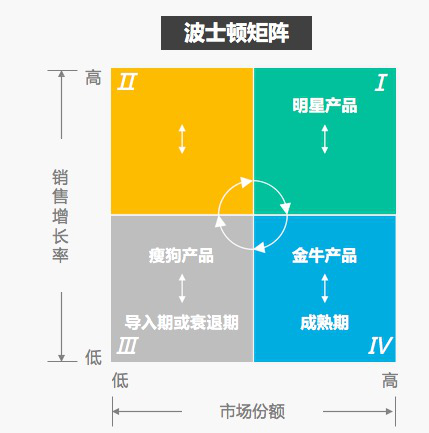 波士顿矩阵
高
Ⅱ
Ⅰ
明星产品
销售增长率
瘦狗产品
金牛产品
导入期或衰退期
成熟期
Ⅲ
Ⅳ
低
低
高
市场份额